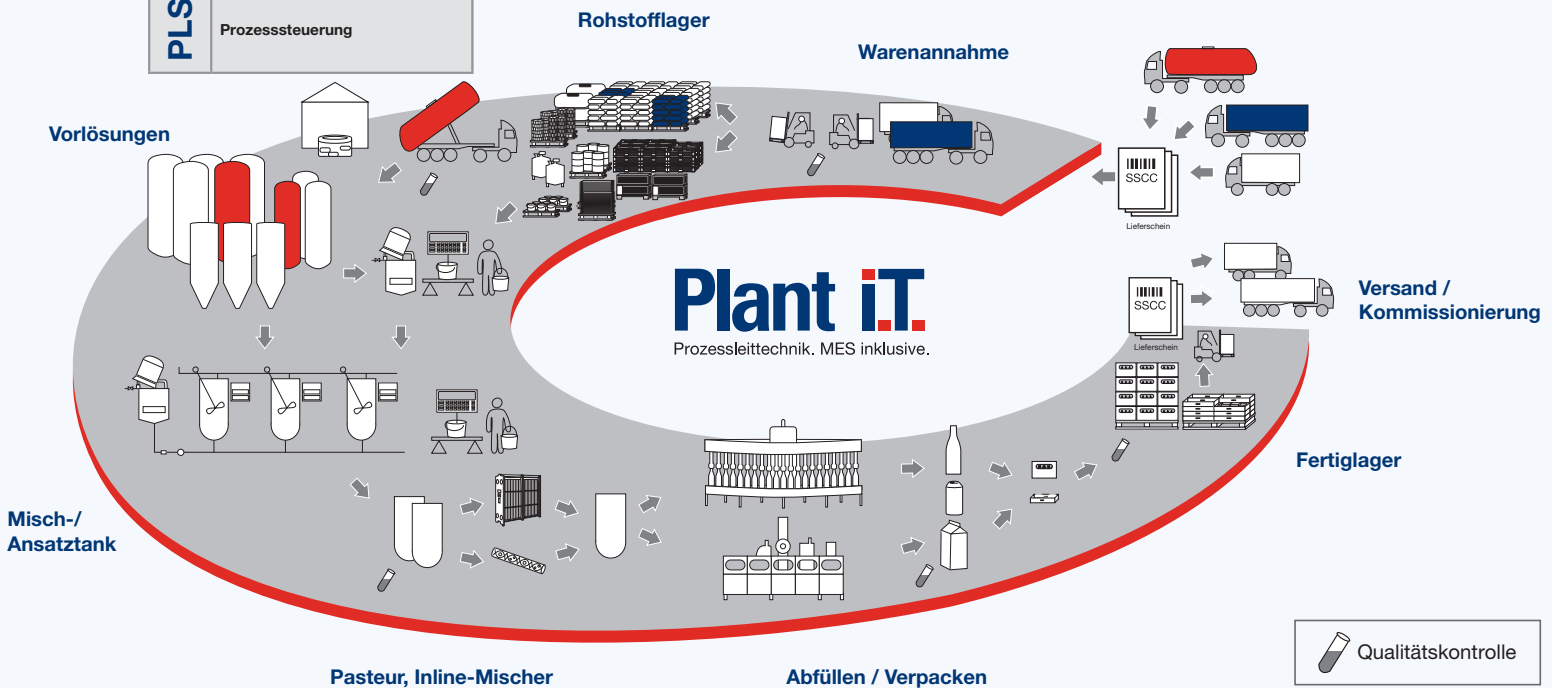 PLS
Prozesssteuerung
Rohstofflager
Warenannahme
Vorlösungen
SSCC
Lieferschein
Plant i.T.
Prozessleittechnik. MES inklusive.
SSCC
Lieferschein
Versand /
Kommissionierung
Fertiglager
Misch-/
Ansatztank
Pasteur, Inline-Mischer
Abfüllen / Verpacken
Qualitätskontrolle